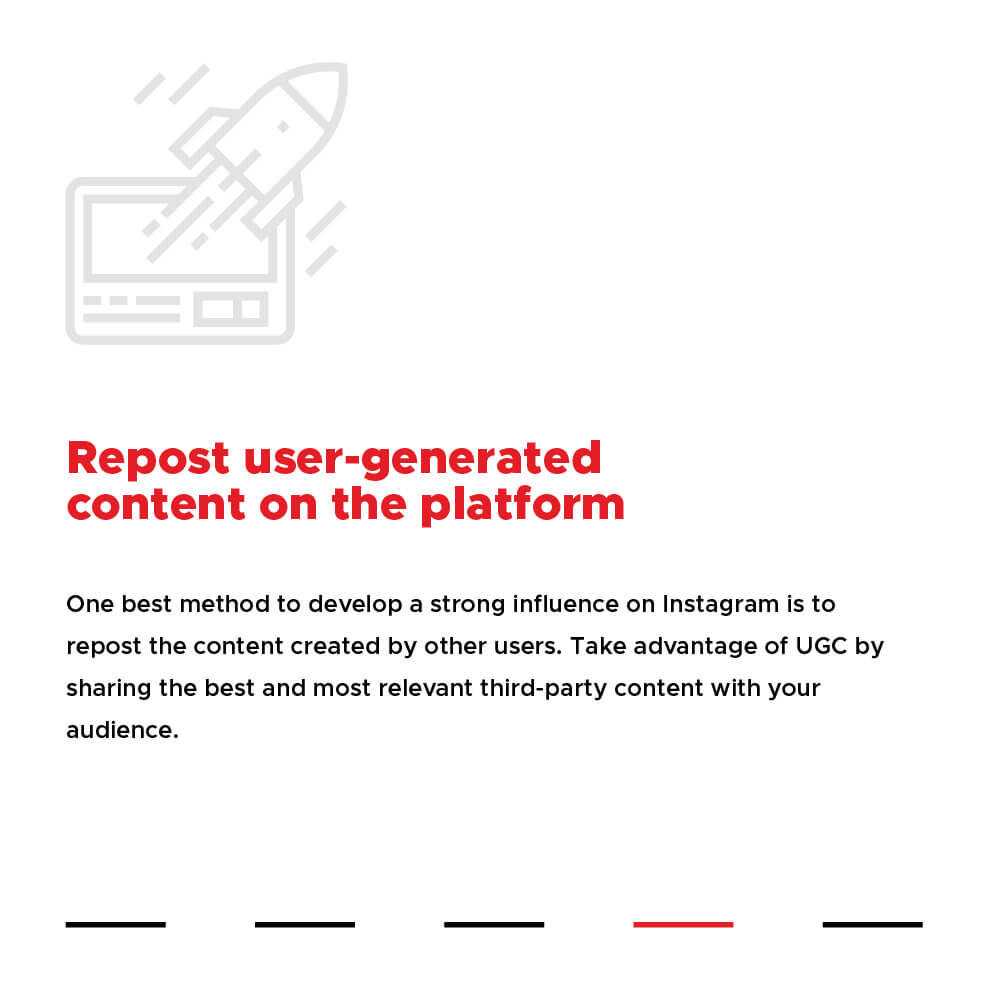 Repost user-generated
content on the platform
One best method to develop a strong influence on Instagram is to
repost the content created by other users. Take advantage of UGC by
sharing the best and most relevant third-party content with your
audience.